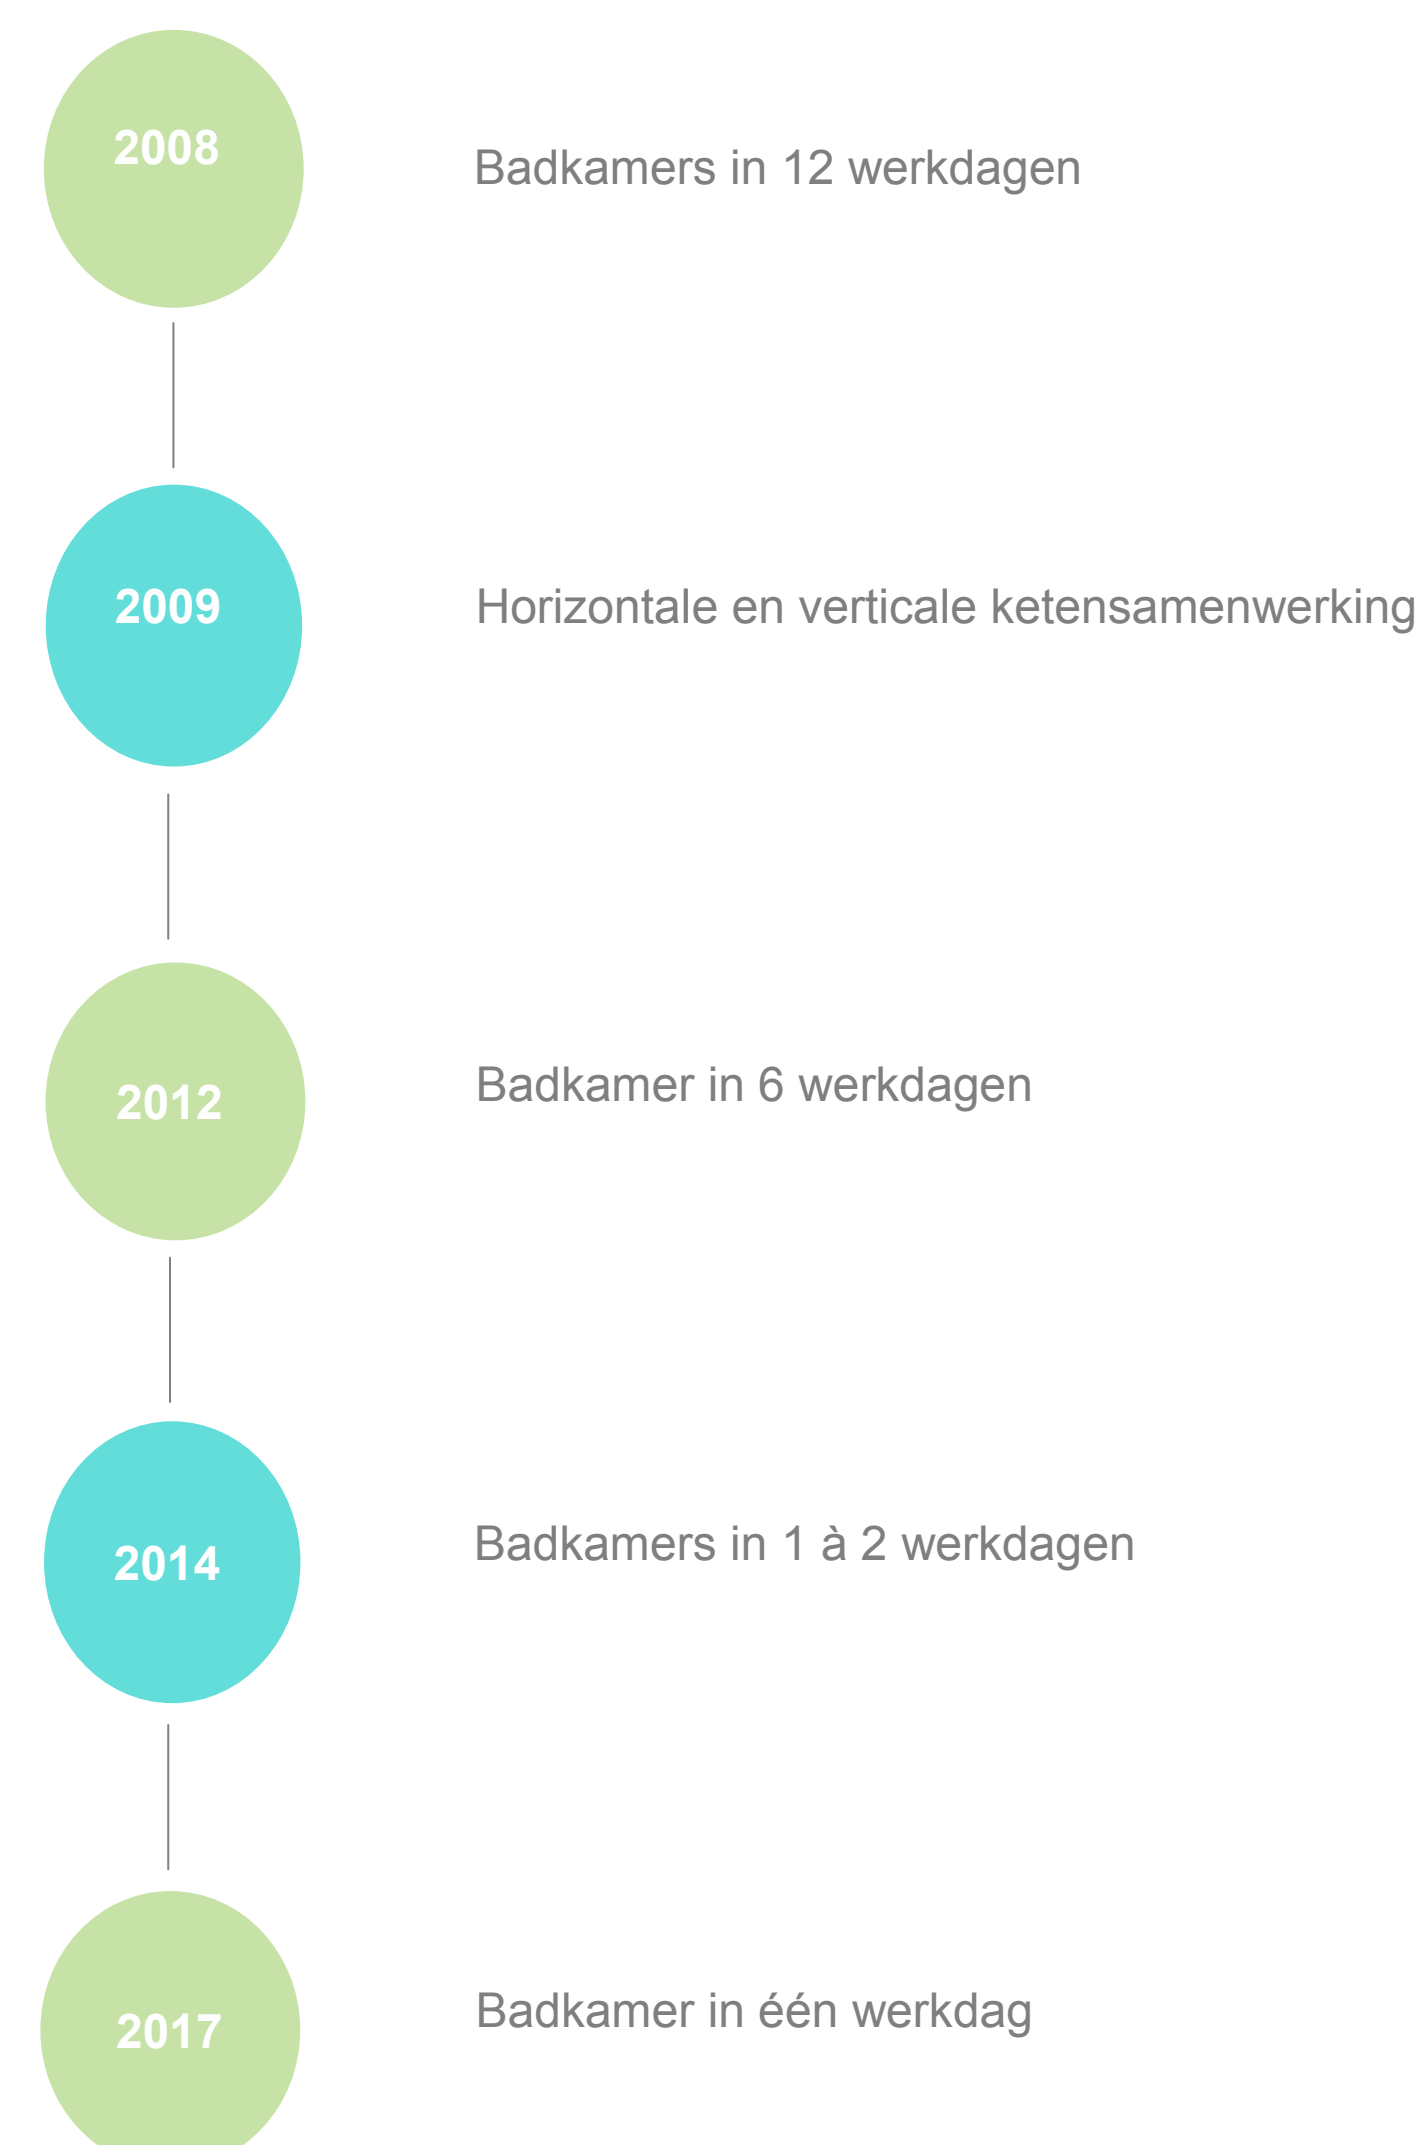 2008
Badkamers in 12 werkdagen
2009
Horizontale en verticale ketensamenwerking
2012
Badkamer in 6 werkdagen
2014
Badkamers in 1 à 2 werkdagen
2017
Badkamer in één werkdag